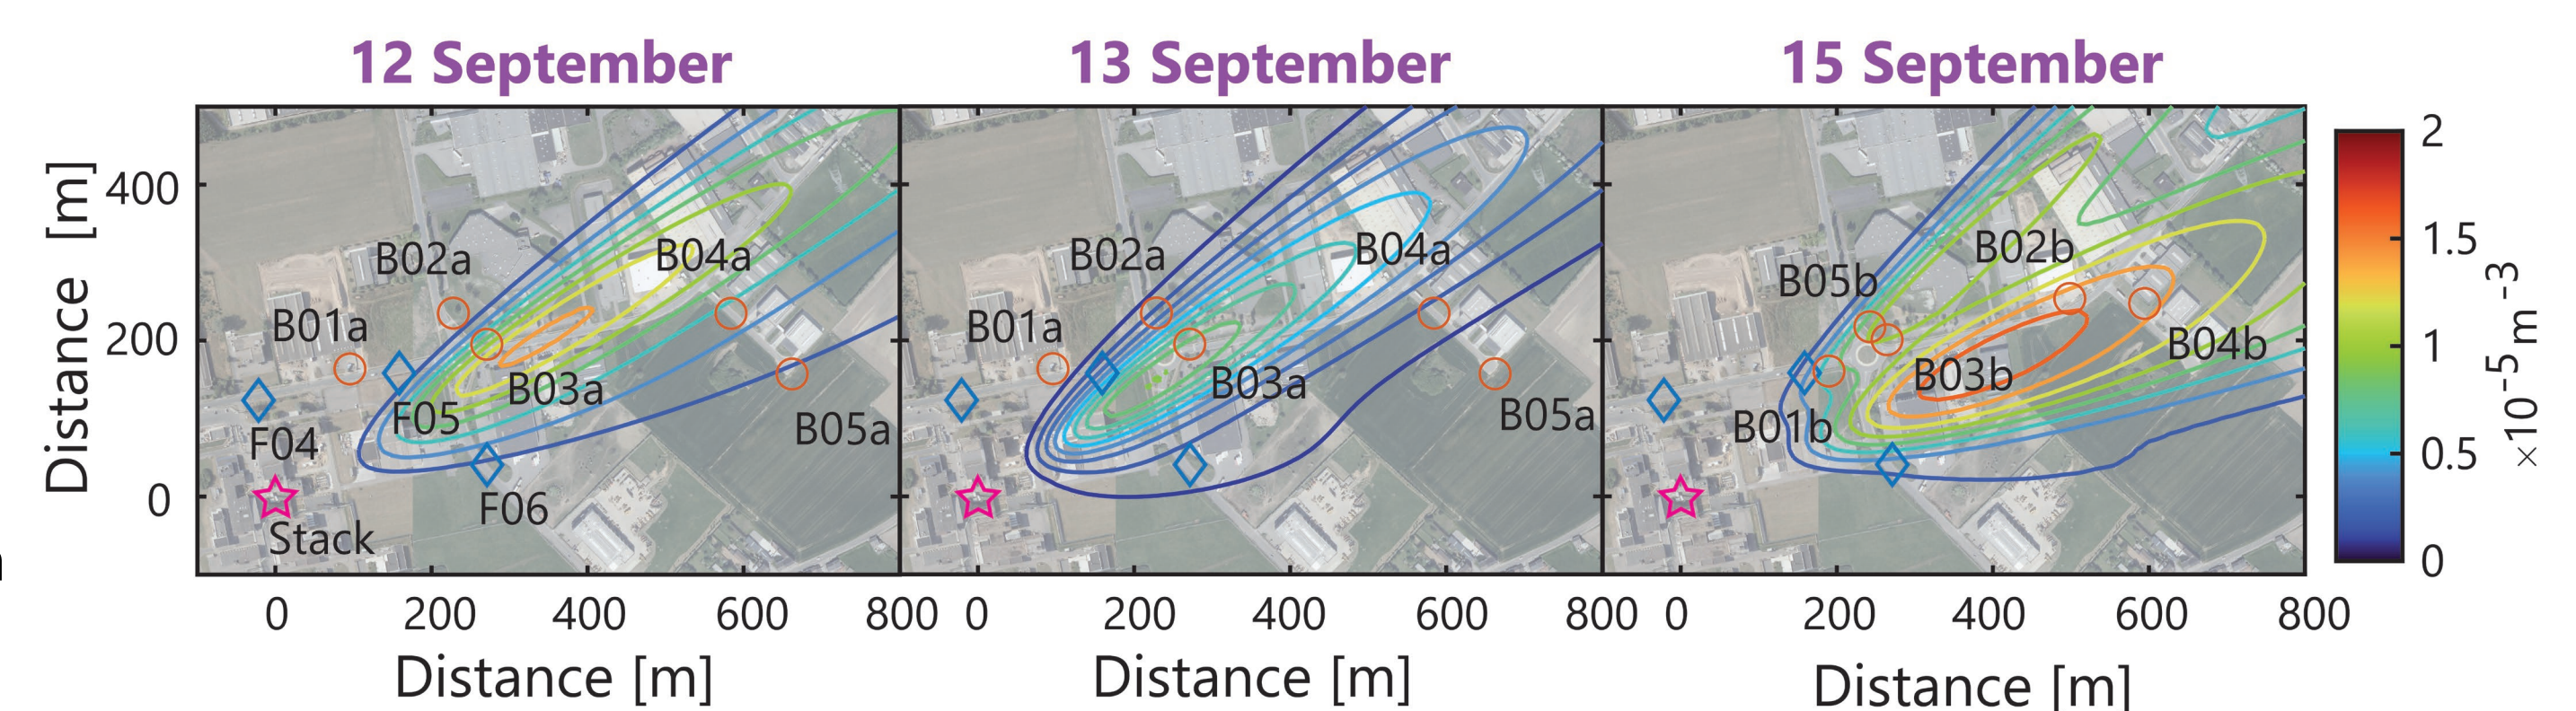 12 September
13 September
15 September
Distance [m]
400
200
0
B02a
B04a
B01a
B03a
F05
F04
F06
B05a
Stack
B02a
B04a
B01a
B03a
B05a
B02b
B05b
B04b
B03b
B01b
2
1.5
1
0.5
0
×10⁻⁵ m⁻³
0 200 400 600 800
0 200 400 600 800
0 200 400 600 800
Distance [m]
Distance [m]
Distance [m]